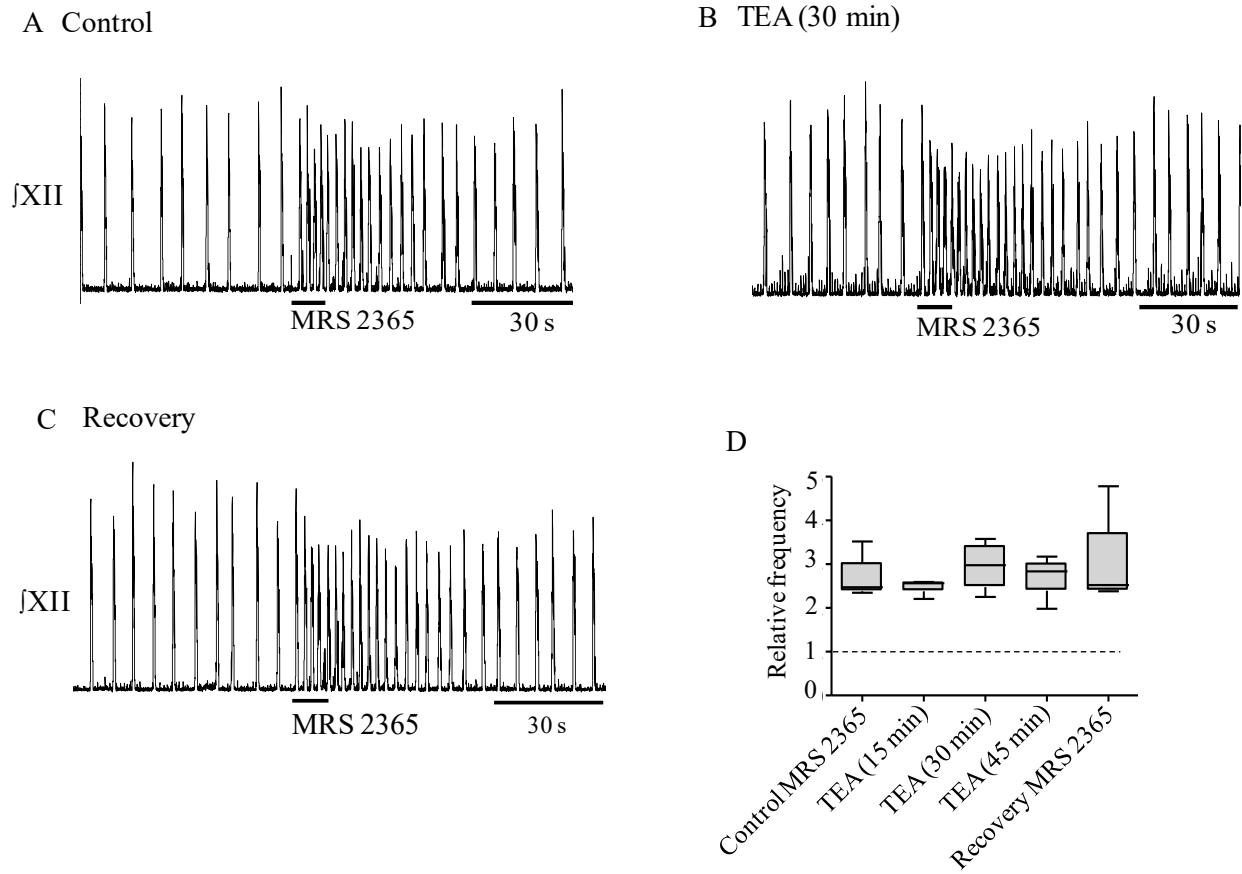 A Control
B TEA (30 min)
∫XII
MRS 2365
30 s
MRS 2365
30 s
C Recovery
∫XII
MRS 2365
30 s
D
Relative frequency
5
4
3
2
1
0
Control MRS 2365
TEA (15 min)
TEA (30 min)
TEA (45 min)
Recovery MRS 2365